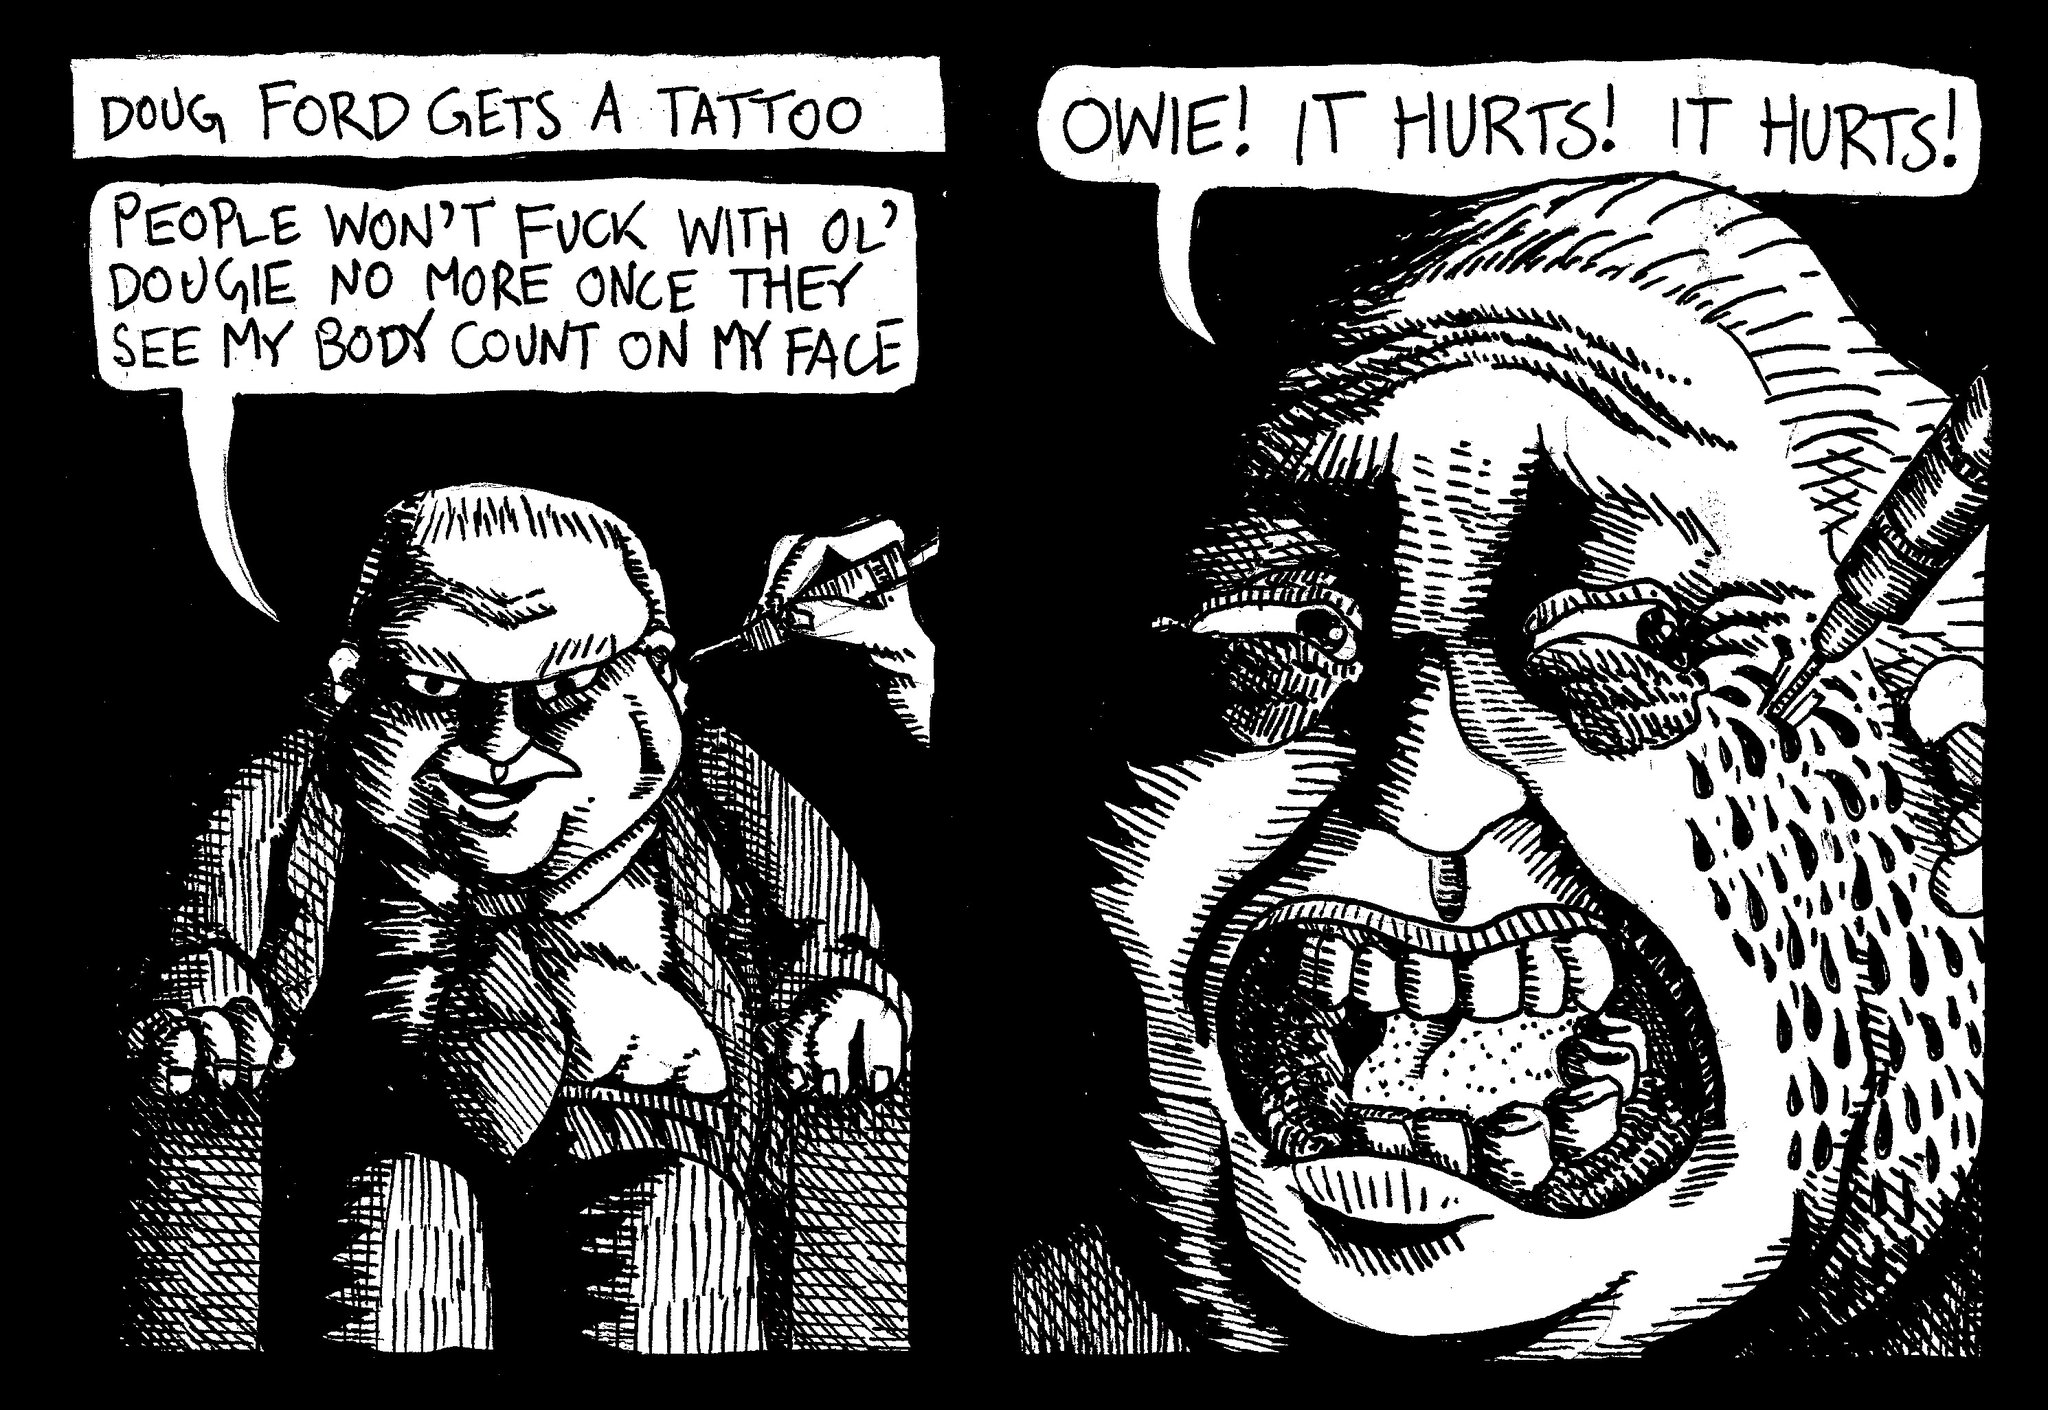 DOUG FORD GETS A TATTOO
PEOPLE WON'T FUCK WITH OL'
DOUGIE NO MORE ONCE THEY
SEE MY BODY COUNT ON MY FACE
OWIE! IT HURTS! IT HURTS!